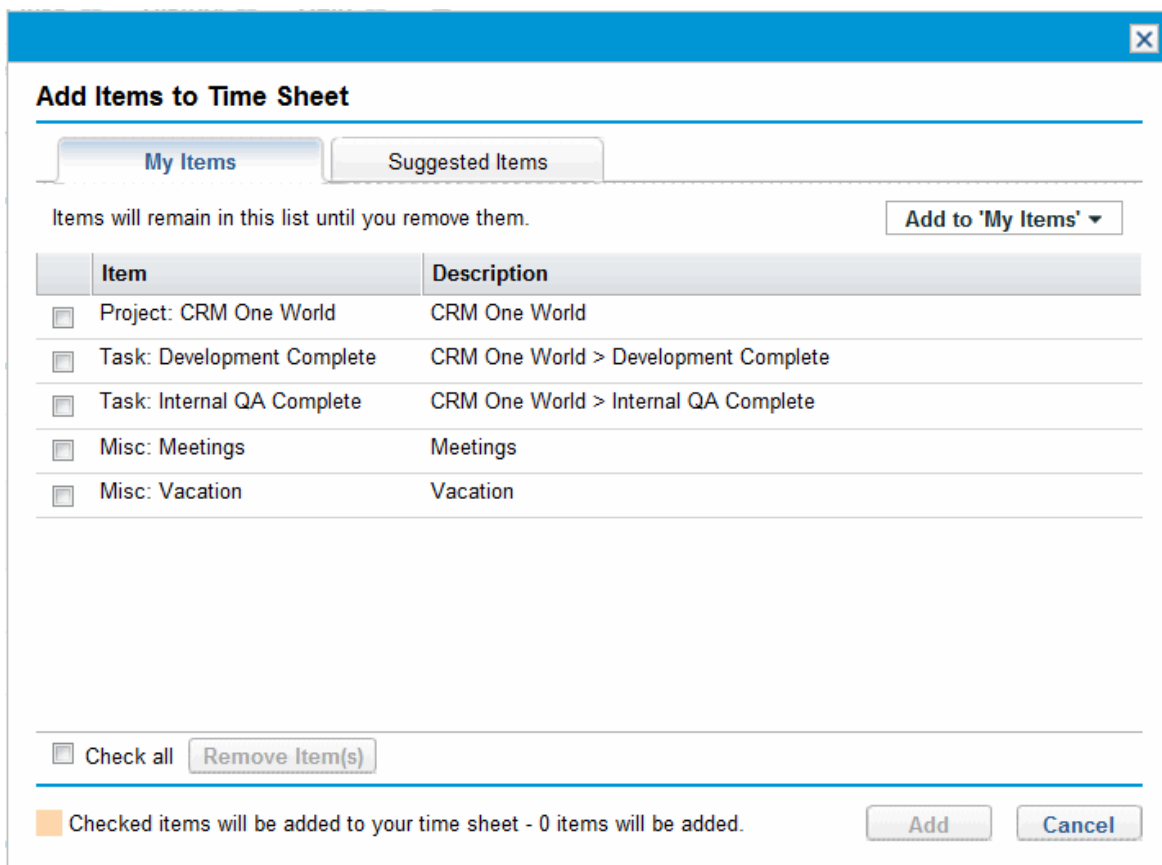 Add Items to Time Sheet
My Items Suggested Items
Items will remain in this list until you remove them. Add to 'My Items'
Item Description
Project: CRM One World CRM One World
Task: Development Complete CRM One World > Development Complete
Task: Internal QA Complete CRM One World > Internal QA Complete
Misc: Meetings Meetings
Misc: Vacation Vacation
Check all Remove Item(s)
Checked items will be added to your time sheet - 0 items will be added. Add Cancel